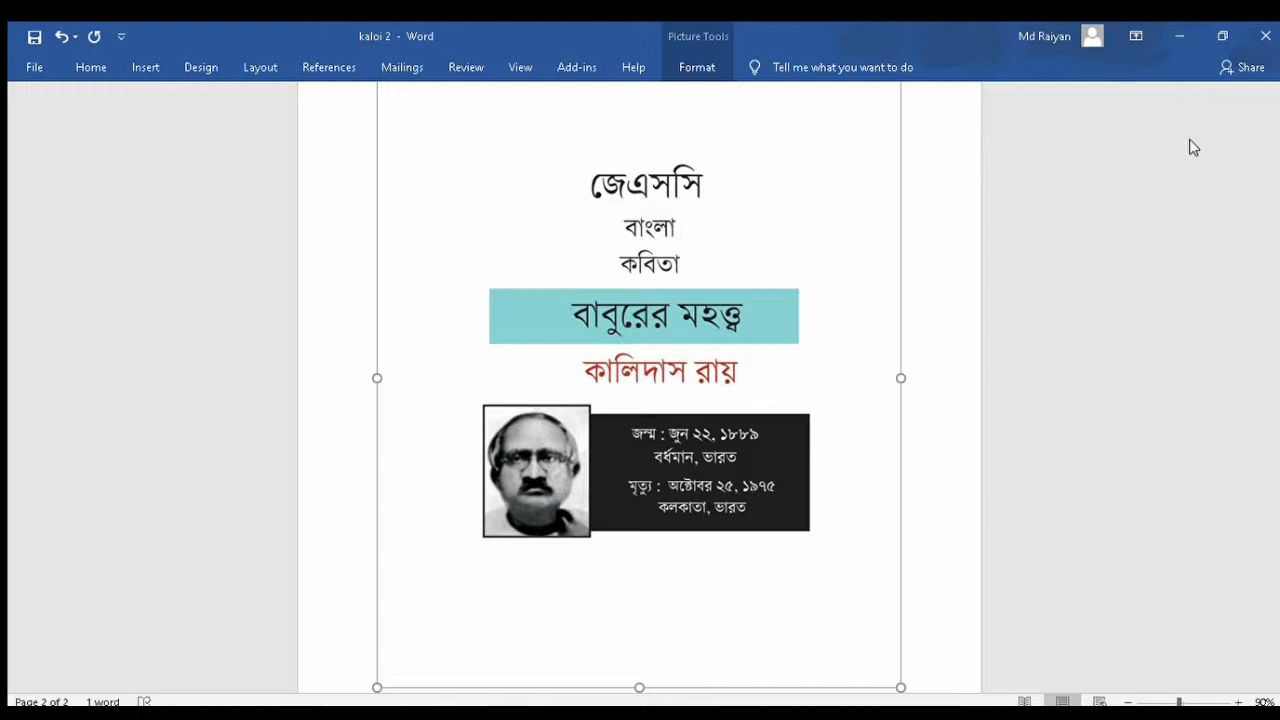 kaloi 2 - Word
Picture Tools
Md Raiyan
File Home Insert Design Layout References Mailings Review View Add-ins Help Format Tell me what you want to do Share
জেএসসি
বাংলা
কবিতা
বাবুরের মহত্ত্ব
কালিদাস রায়
জন্ম : জুন ২২, ১৮৮৯
বর্ধমান, ভারত
মৃত্যু : অক্টোবর ২৫, ১৯৭৫
কলকাতা, ভারত
Page 2 of 2 1 word 90%